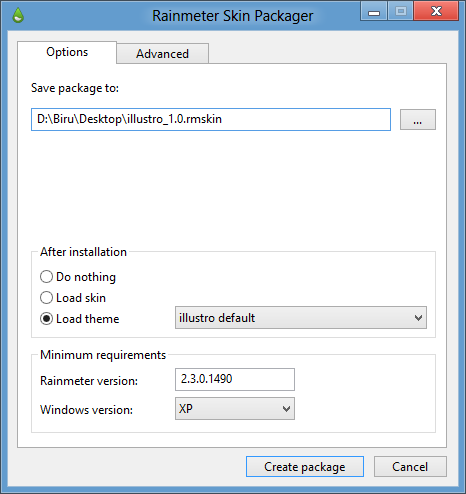 Rainmeter Skin Packager
Options
Advanced
Save package to:
D:\Biru\Desktop\illustro_1.0.rmskin
...
After installation
Do nothing
Load skin
Load theme
illustro default
Minimum requirements
Rainmeter version:
2.3.0.1490
Windows version:
XP
Create package
Cancel